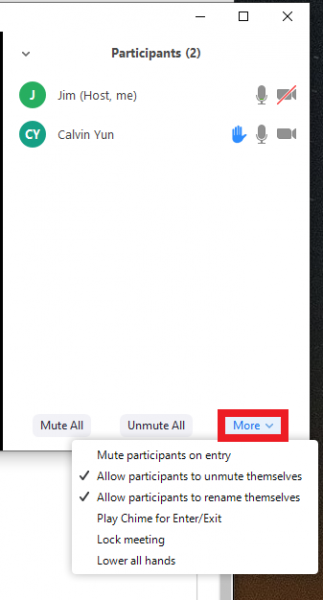 Participants (2)
J Jim (Host, me)
CY Calvin Yun
Mute All Unmute All More
Mute participants on entry
Allow participants to unmute themselves
Allow participants to rename themselves
Play Chime for Enter/Exit
Lock meeting
Lower all hands